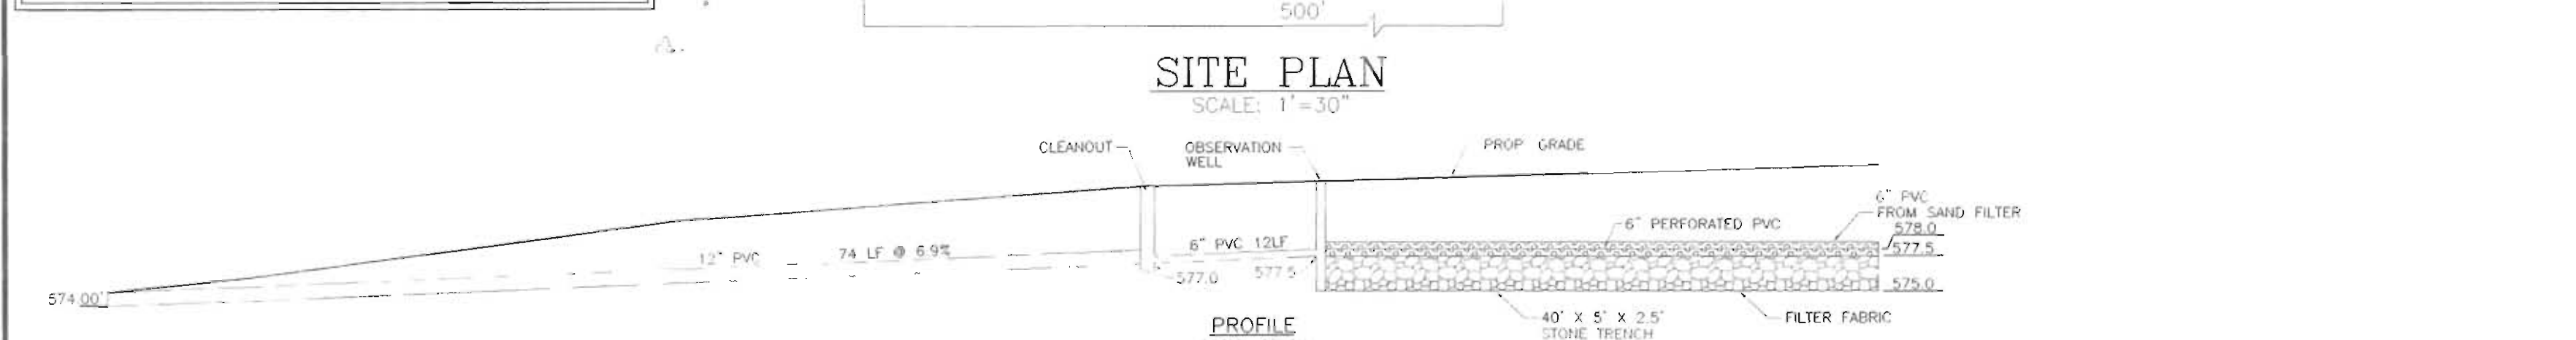 500'
SITE PLAN
SCALE: 1'=30"
CLEANOUT
OBSERVATION
WELL
PROP GRADE
6" PVC
FROM SAND FILTER
578.0
577.5
575.0
6" PERFORATED PVC
6" PVC 12LF
12" PVC 74 LF @ 6.9%
577.0
577.5
574.00'
PROFILE
40' X 5' X 2.5'
STONE TRENCH
FILTER FABRIC